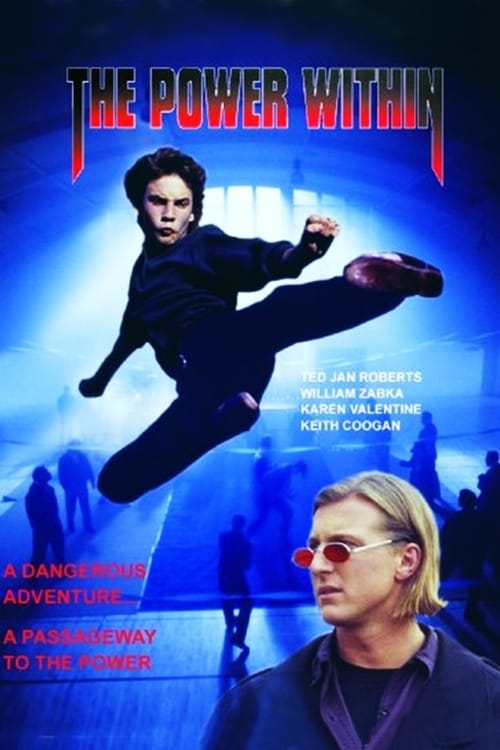 THE POWER WITHIN
TED JAN ROBERTS
WILLIAM ZABKA
KAREN VALENTINE
KEITH COOGAN
A DANGEROUS
ADVENTURE...
A PASSAGEWAY
TO THE POWER